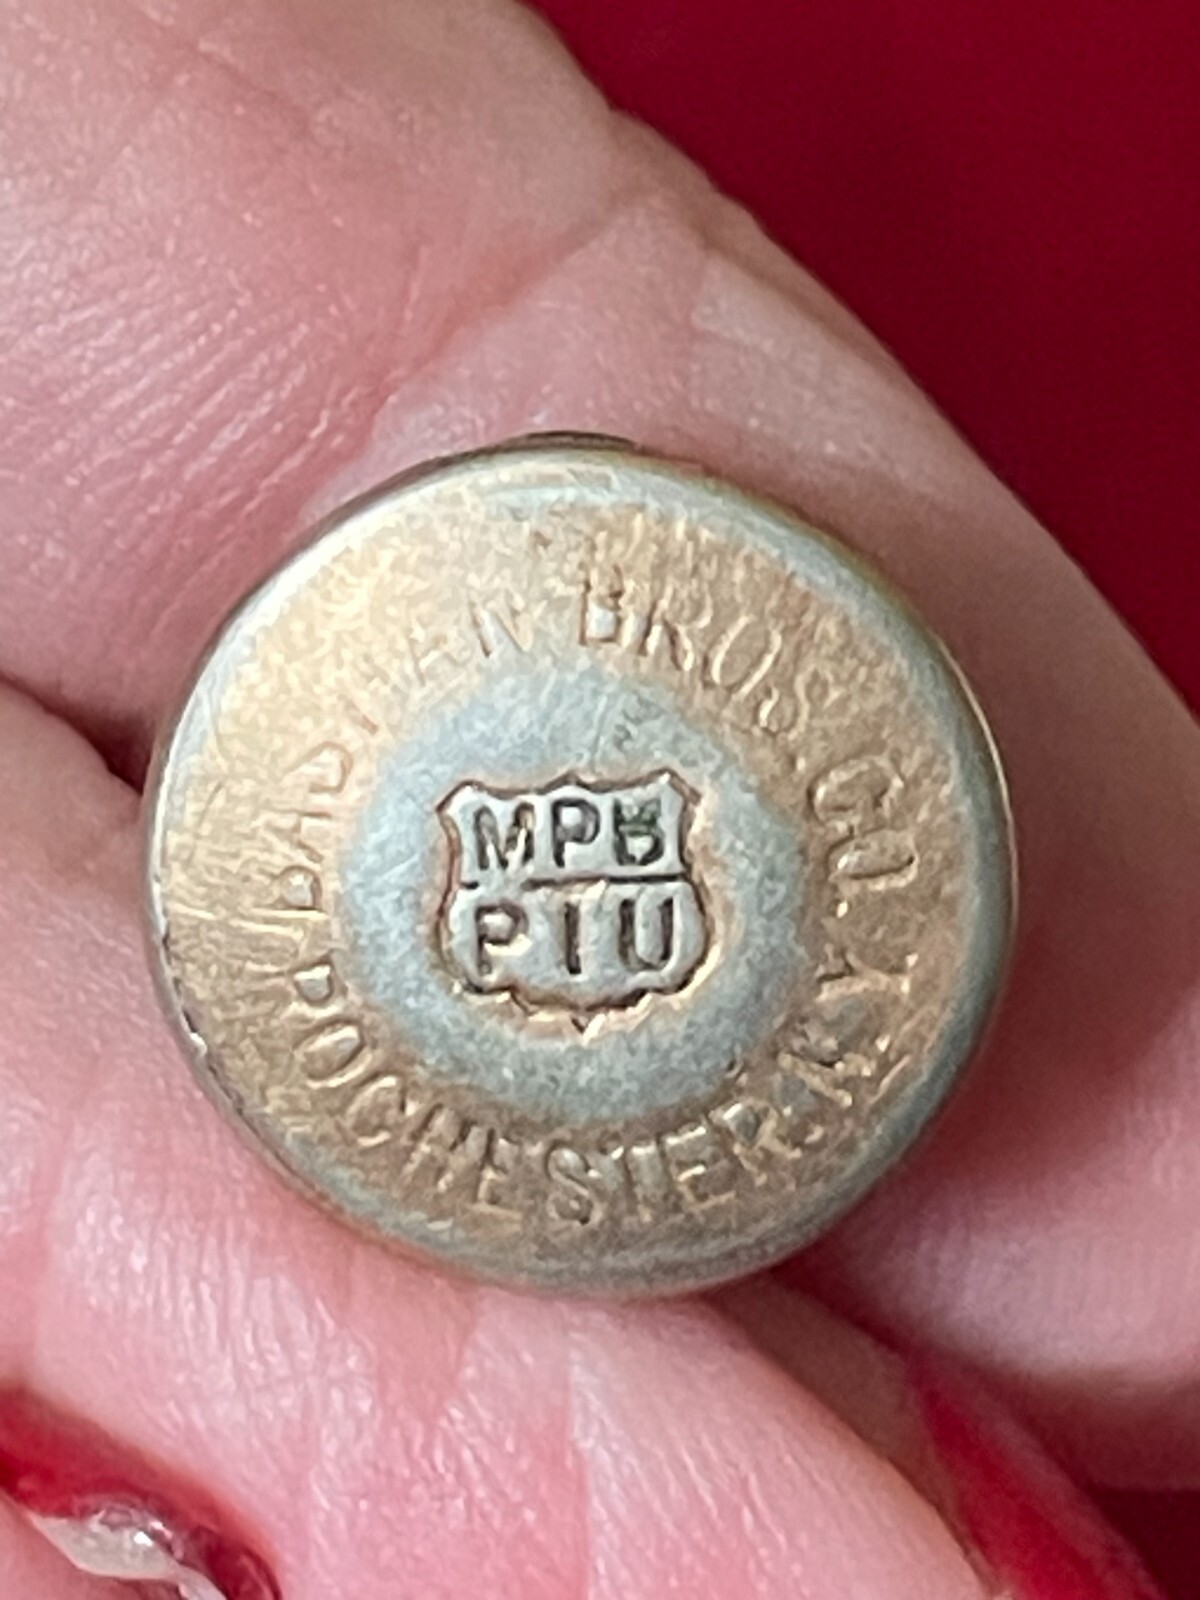 BASTIAN BROS. CO.
ROCHESTER. N.Y.
MPB
PIU